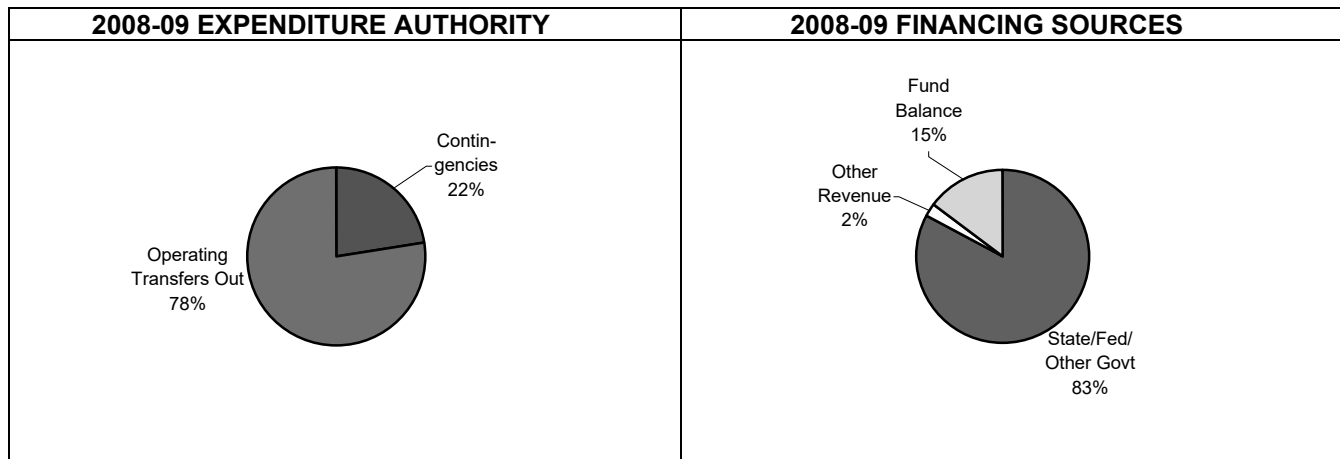 2008-09 EXPENDITURE AUTHORITY
Contin-
gencies
22%
Operating
Transfers Out
78%
2008-09 FINANCING SOURCES
Fund
Balance
15%
Other
Revenue
2%
State/Fed/
Other Govt
83%